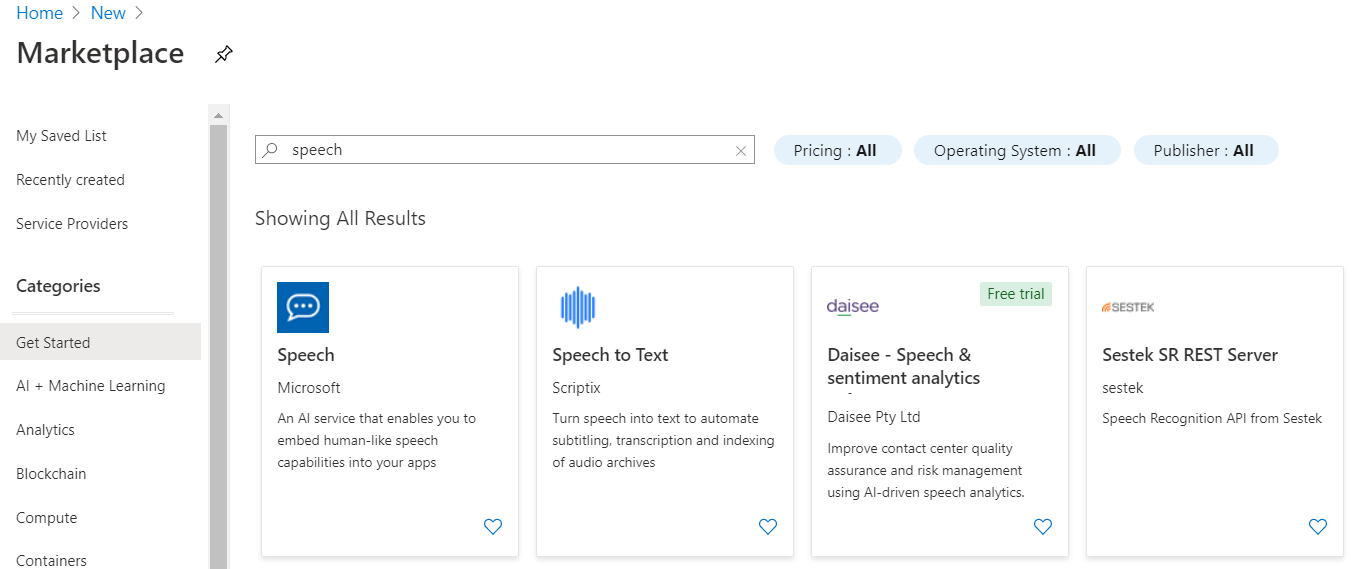 Home > New >
Marketplace
My Saved List
Recently created
Service Providers
Categories
Get Started
AI + Machine Learning
Analytics
Blockchain
Compute
Containers
speech
Pricing : All
Operating System : All
Publisher : All
Showing All Results
Speech
Microsoft
An AI service that enables you to
embed human-like speech
capabilities into your apps
Speech to Text
Scriptix
Turn speech into text to automate
subtitling, transcription and indexing
of audio archives
daisee
Free trial
Daisee - Speech &
sentiment analytics
Daisee Pty Ltd
Improve contact center quality
assurance and risk management
using AI-driven speech analytics.
SESTEK
Sestek SR REST Server
sestek
Speech Recognition API from Sestek